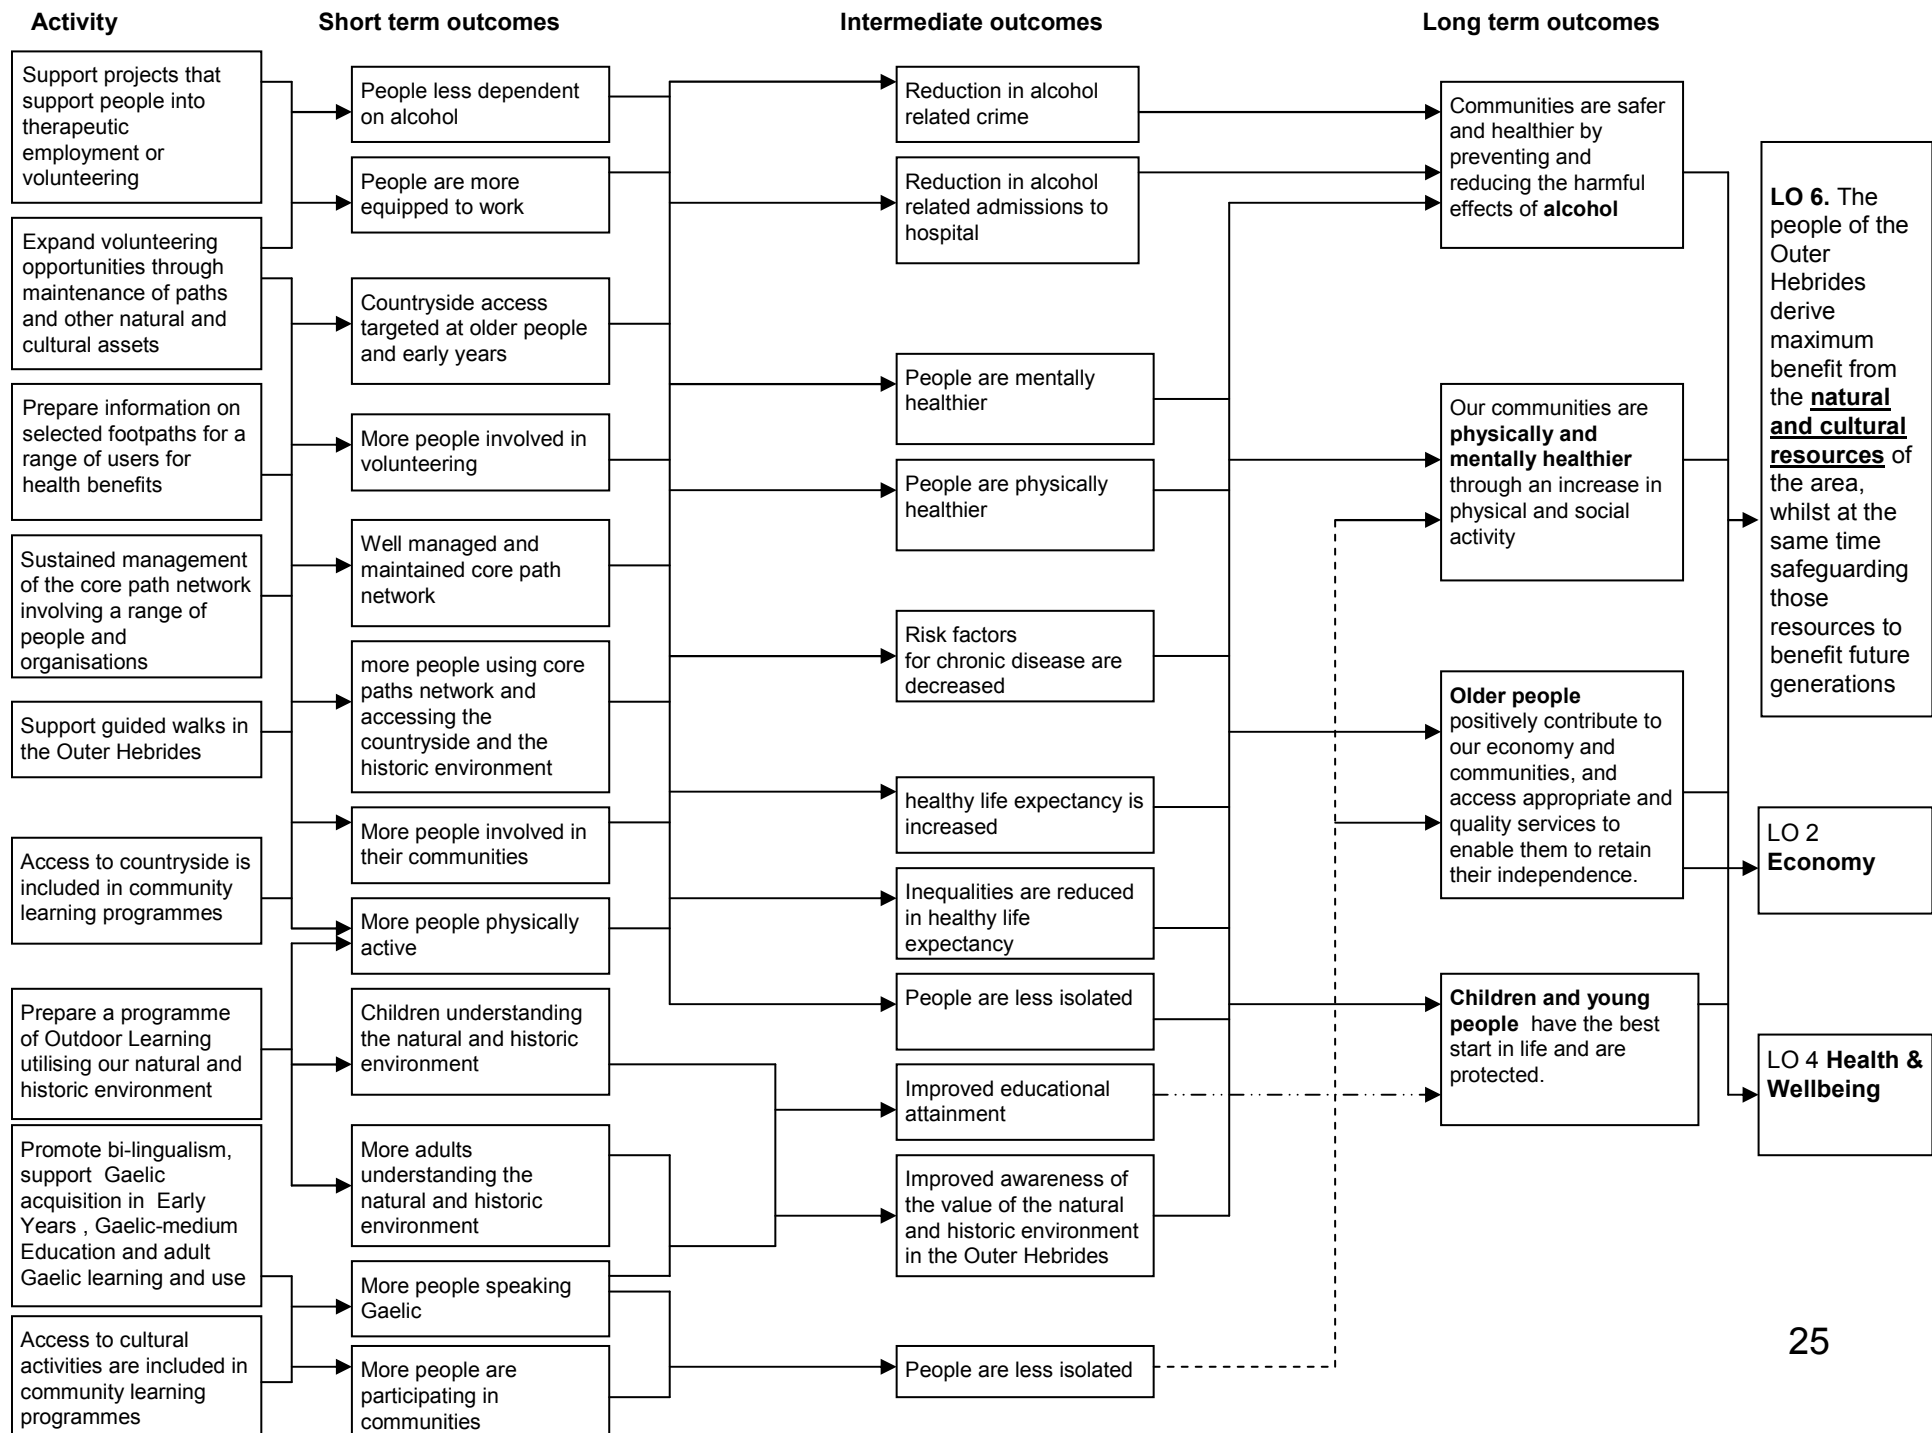 Activity
Short term outcomes
Intermediate outcomes
Long term outcomes
Support projects that
support people into
therapeutic
employment or
volunteering
Expand volunteering
opportunities through
maintenance of paths
and other natural and
cultural assets
Prepare information on
selected footpaths for a
range of users for
health benefits
Sustained management
of the core path network
involving a range of
people and
organisations
Support guided walks in
the Outer Hebrides
Access to countryside is
included in community
learning programmes
Prepare a programme
of Outdoor Learning
utilising our natural and
historic environment
Promote bi-lingualism,
support Gaelic
acquisition in Early
Years , Gaelic-medium
Education and adult
Gaelic learning and use
Access to cultural
activities are included in
community learning
programmes
People less dependent
on alcohol
People are more
equipped to work
Countryside access
targeted at older people
and early years
More people involved in
volunteering
Well managed and
maintained core path
network
more people using core
paths network and
accessing the
countryside and the
historic environment
More people involved in
their communities
More people physically
active
Children understanding
the natural and historic
environment
More adults
understanding the
natural and historic
environment
More people speaking
Gaelic
More people are
participating in
communities
Reduction in alcohol
related crime
Reduction in alcohol
related admissions to
hospital
People are mentally
healthier
People are physically
healthier
Risk factors
for chronic disease are
decreased
healthy life expectancy is
increased
Inequalities are reduced
in healthy life
expectancy
People are less isolated
Improved educational
attainment
Improved awareness of
the value of the natural
and historic environment
in the Outer Hebrides
People are less isolated
Communities are safer
and healthier by
preventing and
reducing the harmful
effects of alcohol
Our communities are
physically and
mentally healthier
through an increase in
physical and social
activity
Older people
positively contribute to
our economy and
communities, and
access appropriate and
quality services to
enable them to retain
their independence.
Children and young
people have the best
start in life and are
protected.
LO 6. The
people of the
Outer
Hebrides
derive
maximum
benefit from
the natural
and cultural
resources of
the area,
whilst at the
same time
safeguarding
those
resources to
benefit future
generations
LO 2
Economy
LO 4 Health &
Wellbeing
25